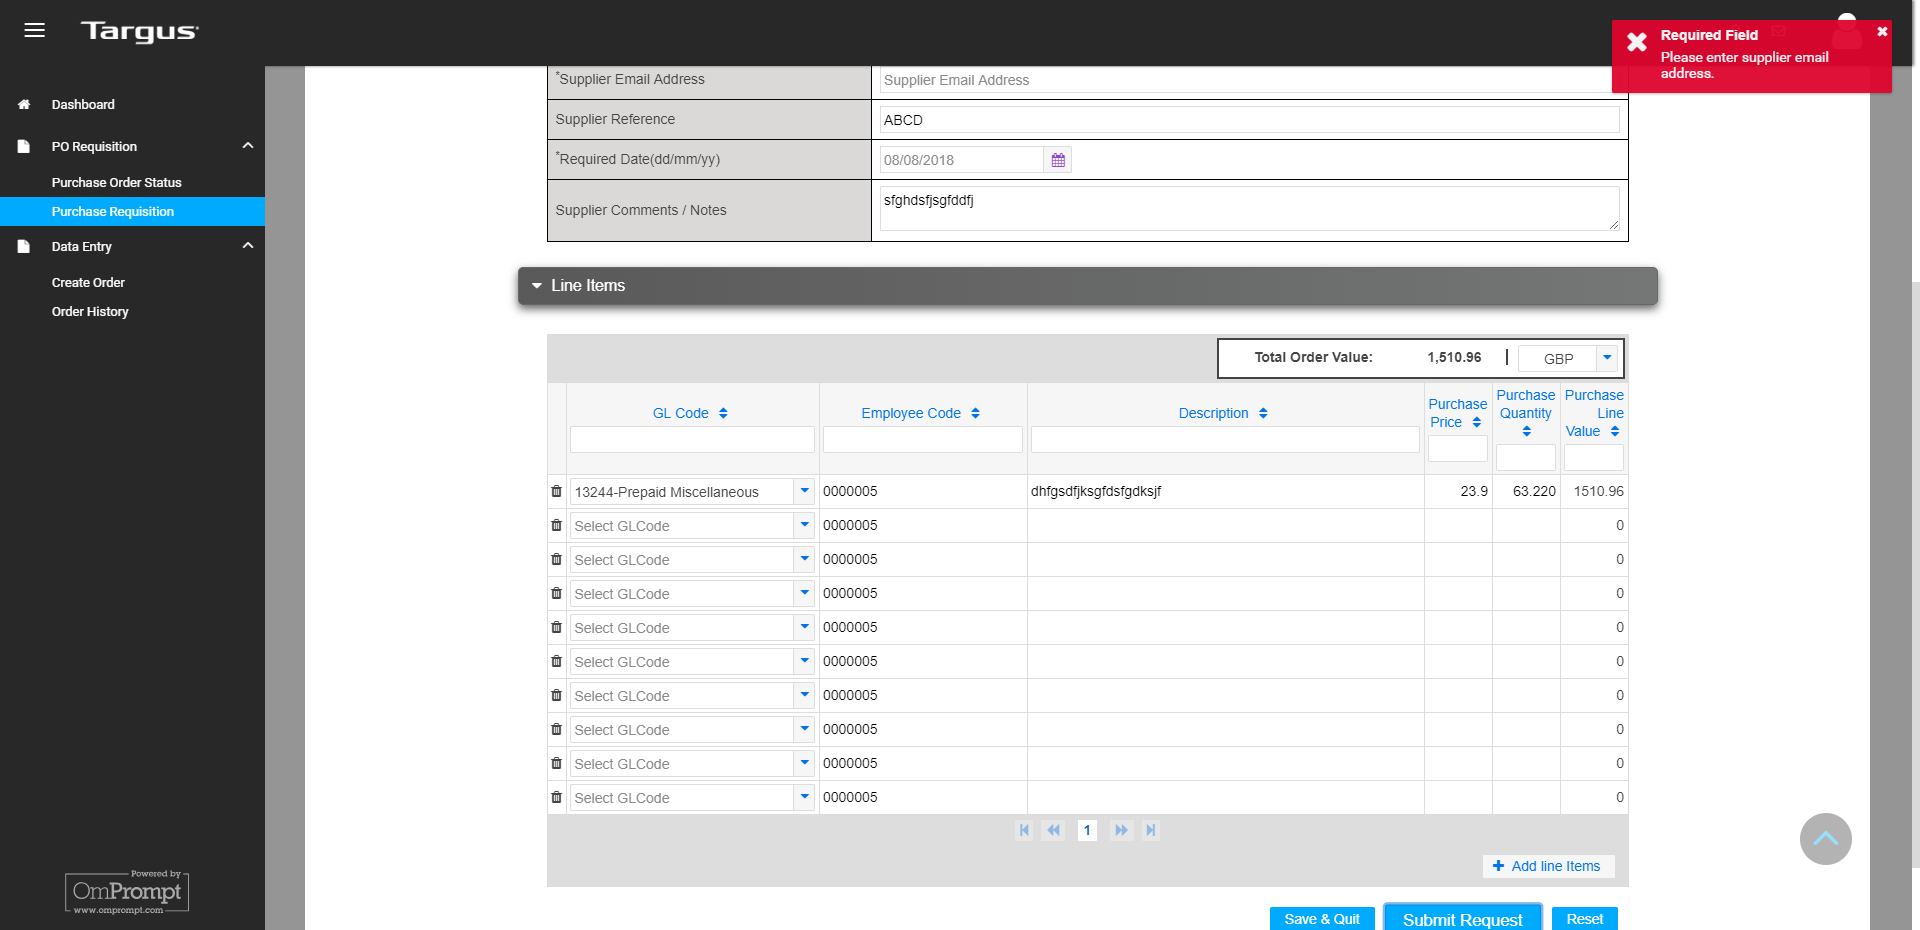 Targus
Required Field
Please enter supplier email
address.
Dashboard
PO Requisition
Purchase Order Status
Purchase Requisition
Data Entry
Create Order
Order History
Powered by
OmPrompt
www.omprompt.com
*Supplier Email Address Supplier Email Address
Supplier Reference ABCD
*Required Date(dd/mm/yy) 08/08/2018
Supplier Comments / Notes sfghdsfjsgfddfj
Line Items
Total Order Value: 1,510.96 | GBP
GL Code Employee Code Description Purchase Price Purchase Quantity Purchase Line Value
13244-Prepaid Miscellaneous 0000005 dhfgsdfjksgfdsfgdksjf 23.9 63.220 1510.96
Select GLCode 0000005 0
Select GLCode 0000005 0
Select GLCode 0000005 0
Select GLCode 0000005 0
Select GLCode 0000005 0
Select GLCode 0000005 0
Select GLCode 0000005 0
Select GLCode 0000005 0
Select GLCode 0000005 0
1
+ Add line Items
Save & Quit Submit Request Reset